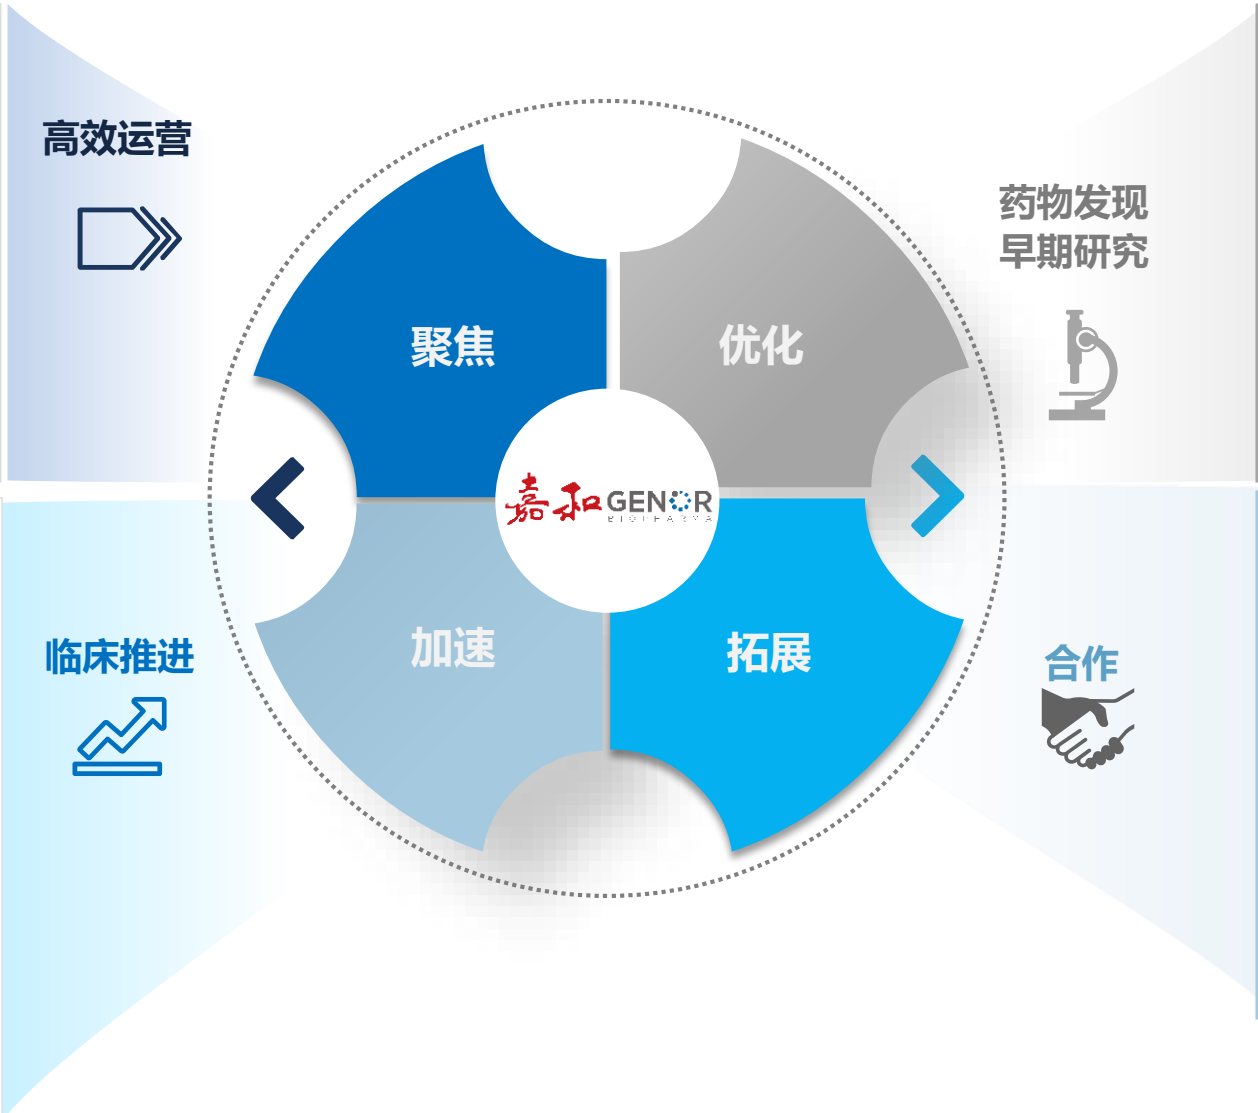 高效运营
药物发现
早期研究
聚焦
优化
嘉和 GENOR
BIOPHARMA
加速
拓展
临床推进
合作